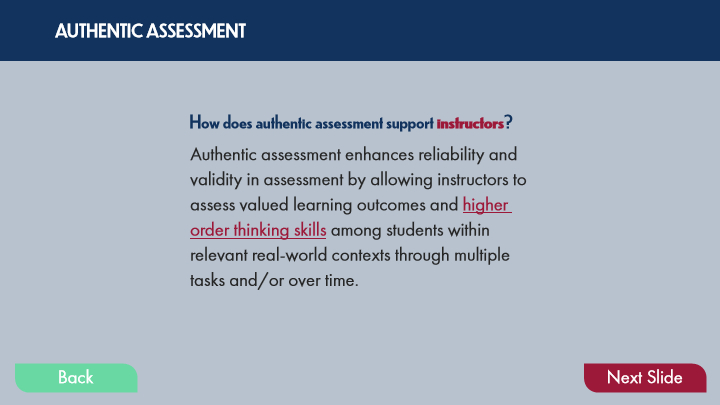 AUTHENTIC ASSESSMENT
How does authentic assessment support instructors?
Authentic assessment enhances reliability and
validity in assessment by allowing instructors to
assess valued learning outcomes and higher
order thinking skills among students within
relevant real-world contexts through multiple
tasks and/or over time.
Back
Next Slide